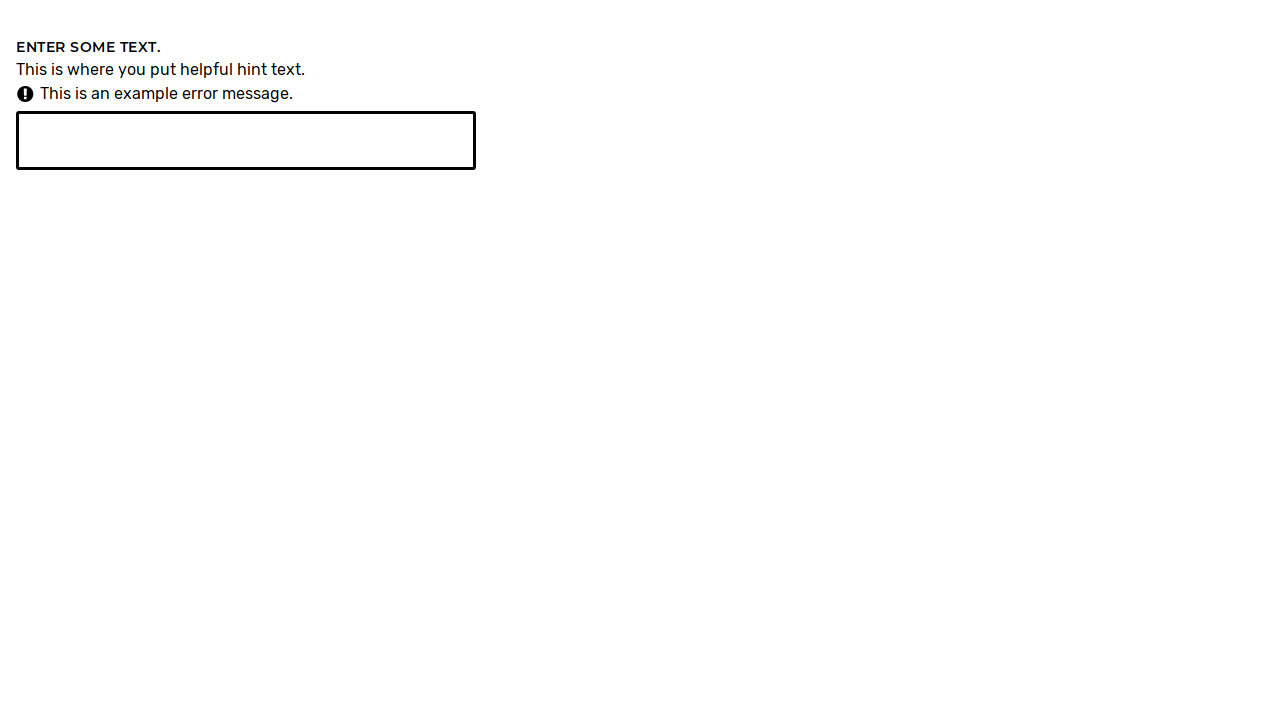 ENTER SOME TEXT.
This is where you put helpful hint text.
This is an example error message.